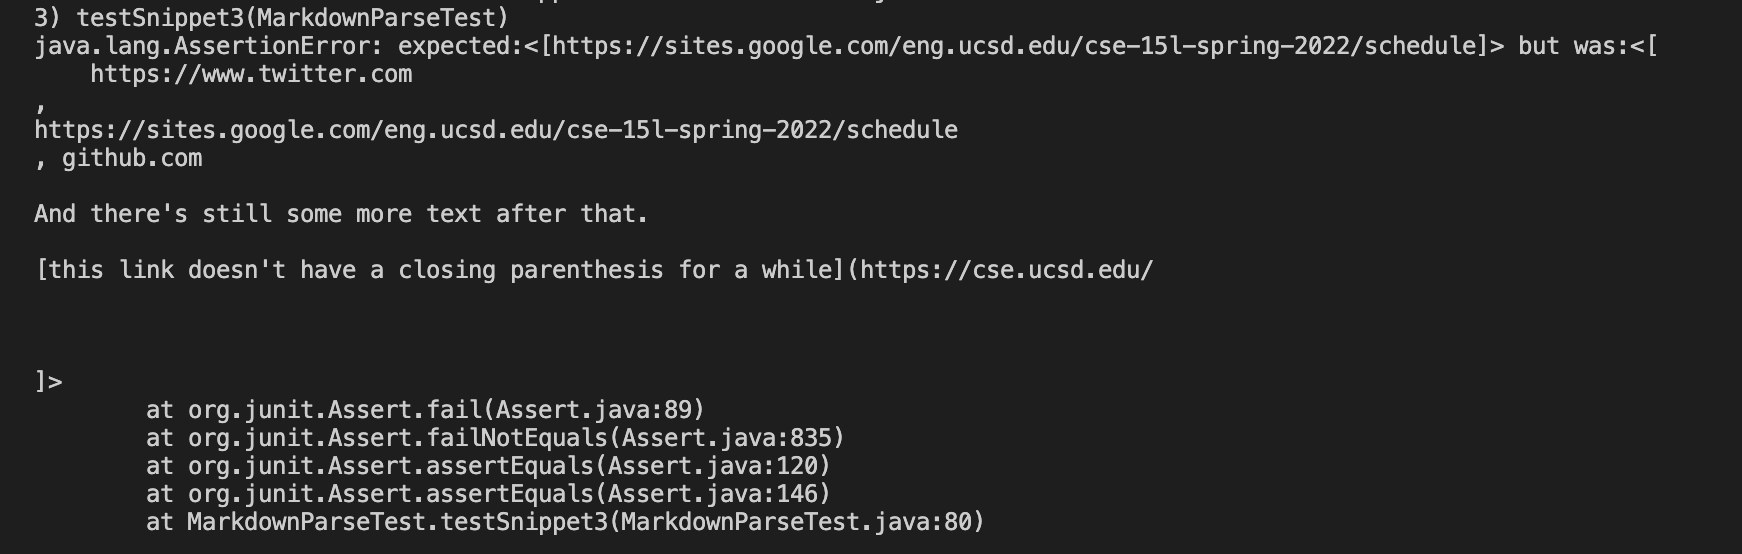 3) testSnippet3(MarkdownParseTest)
java.lang.AssertionError: expected:<[https://sites.google.com/eng.ucsd.edu/cse-15l-spring-2022/schedule]> but was:<[
    https://www.twitter.com
,
https://sites.google.com/eng.ucsd.edu/cse-15l-spring-2022/schedule
, github.com

And there's still some more text after that.

[this link doesn't have a closing parenthesis for a while](https://cse.ucsd.edu/



]>
        at org.junit.Assert.fail(Assert.java:89)
        at org.junit.Assert.failNotEquals(Assert.java:835)
        at org.junit.Assert.assertEquals(Assert.java:120)
        at org.junit.Assert.assertEquals(Assert.java:146)
        at MarkdownParseTest.testSnippet3(MarkdownParseTest.java:80)